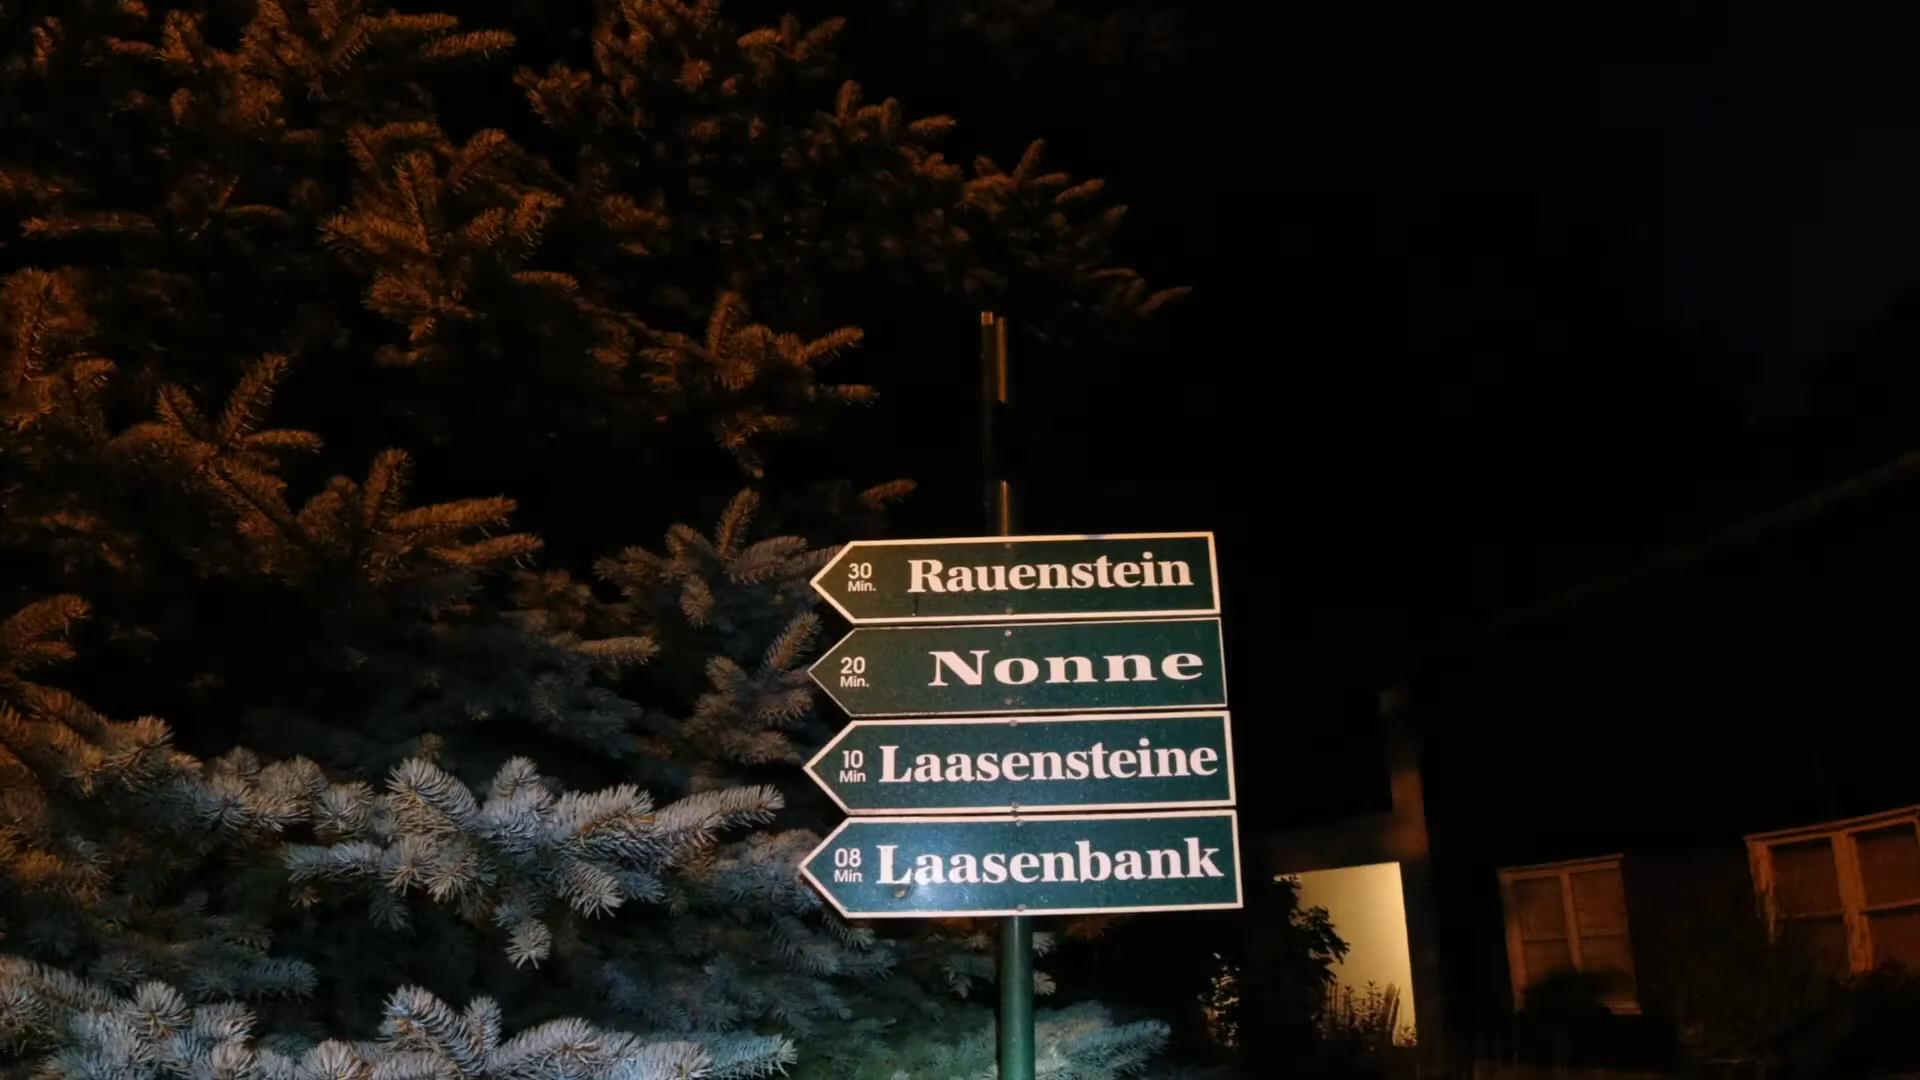 30
Min.
Rauenstein
20
Min.
Nonne
10
Min
Laasensteine
08
Min
Laasenbank